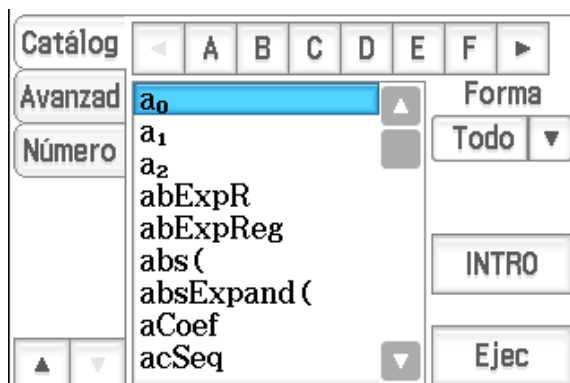 Catálog
A B C D E F
Avanzad
Número
a₀
a₁
a₂
abExpR
abExpReg
abs(
absExpand(
aCoef
acSeq
Forma
Todo
INTRO
Ejec